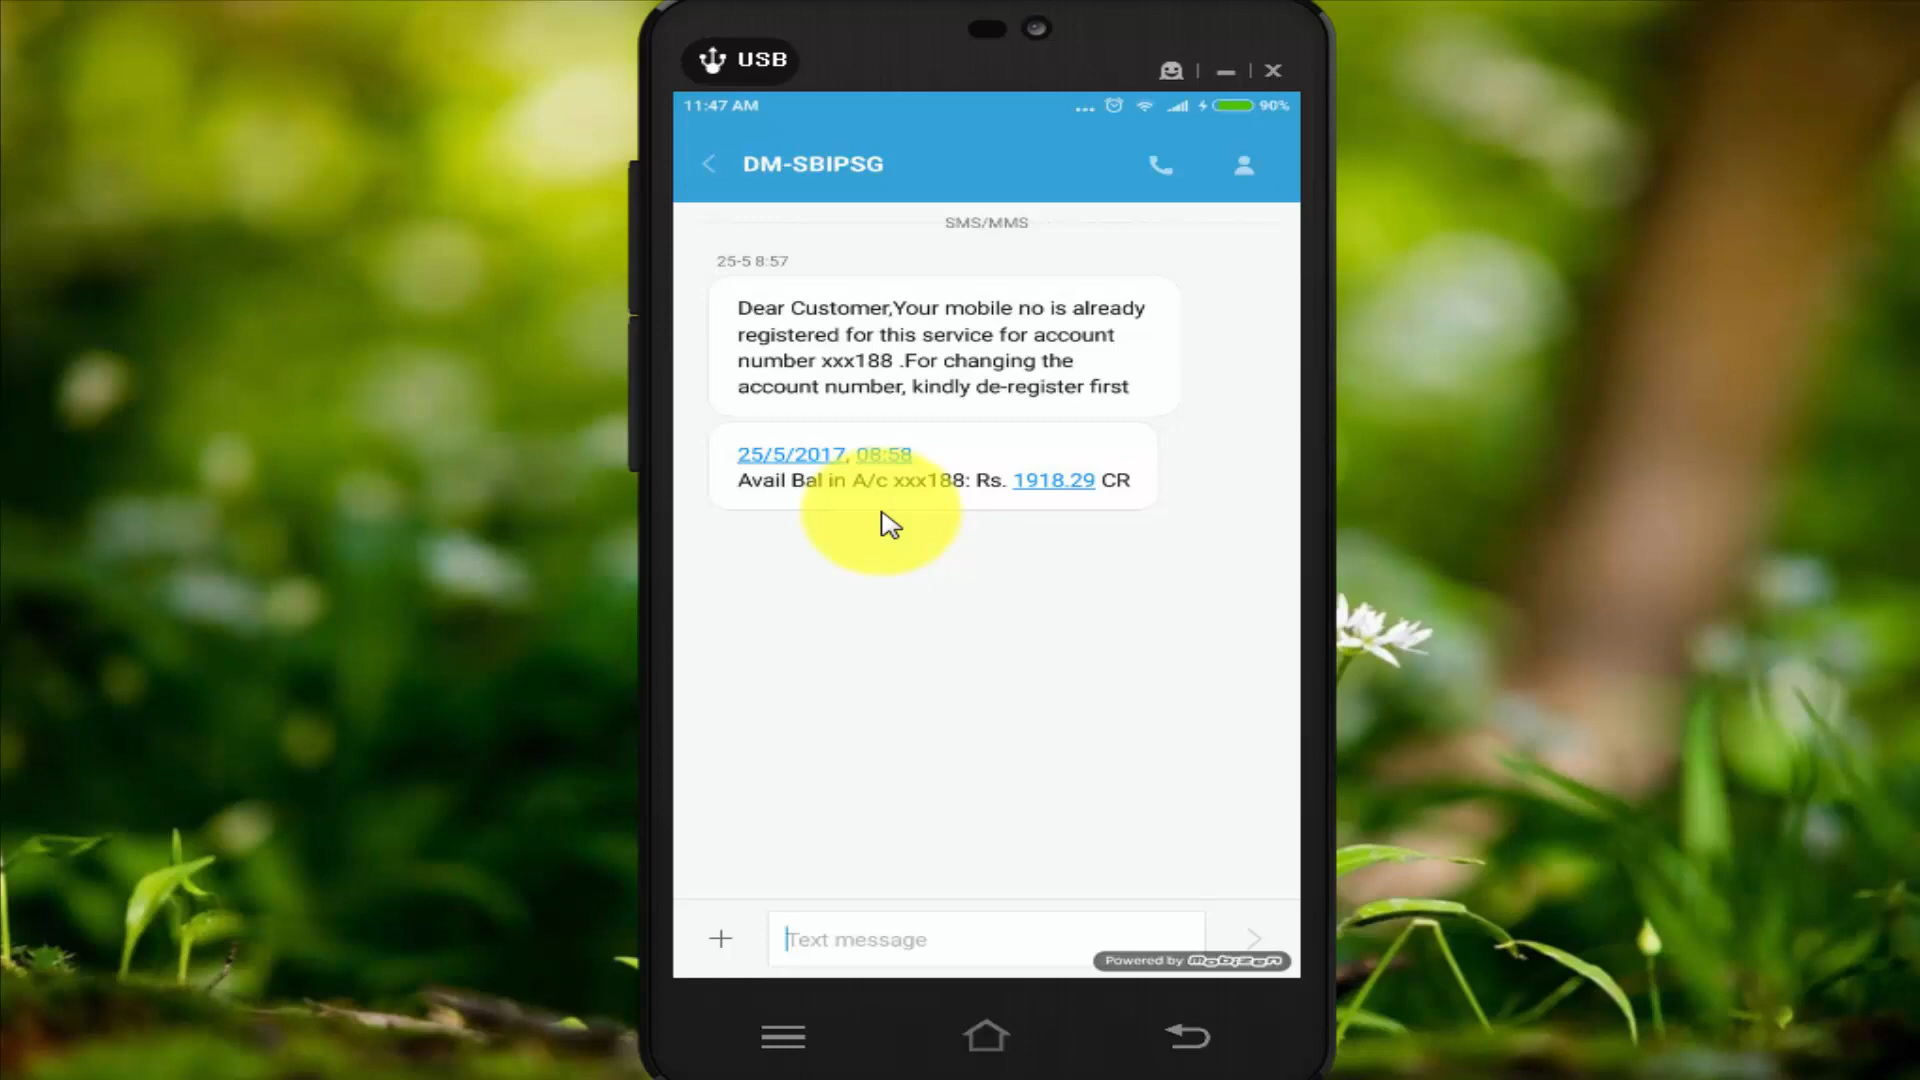 USB
11:47 AM
90%
DM-SBIPSG
SMS/MMS
25-5 8:57
Dear Customer,Your mobile no is already
registered for this service for account
number xxx188 .For changing the
account number, kindly de-register first
25/5/2017, 08:58
Avail Bal in A/c xxx188: Rs. 1918.29 CR
Text message
Powered by mobizen